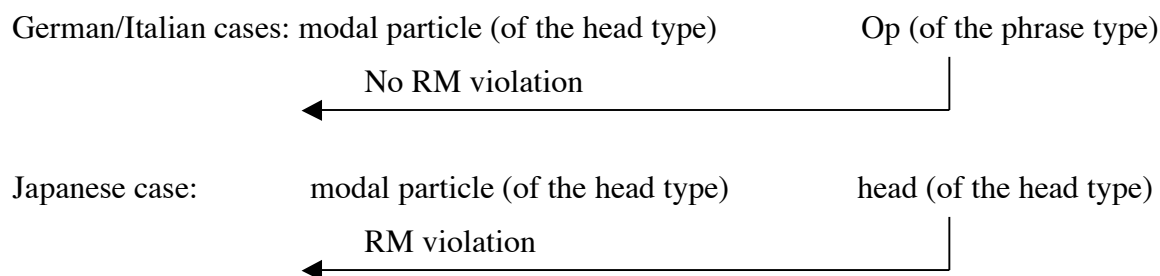 German/Italian cases: modal particle (of the head type) Op (of the phrase type)
No RM violation
Japanese case: modal particle (of the head type) head (of the head type)
RM violation